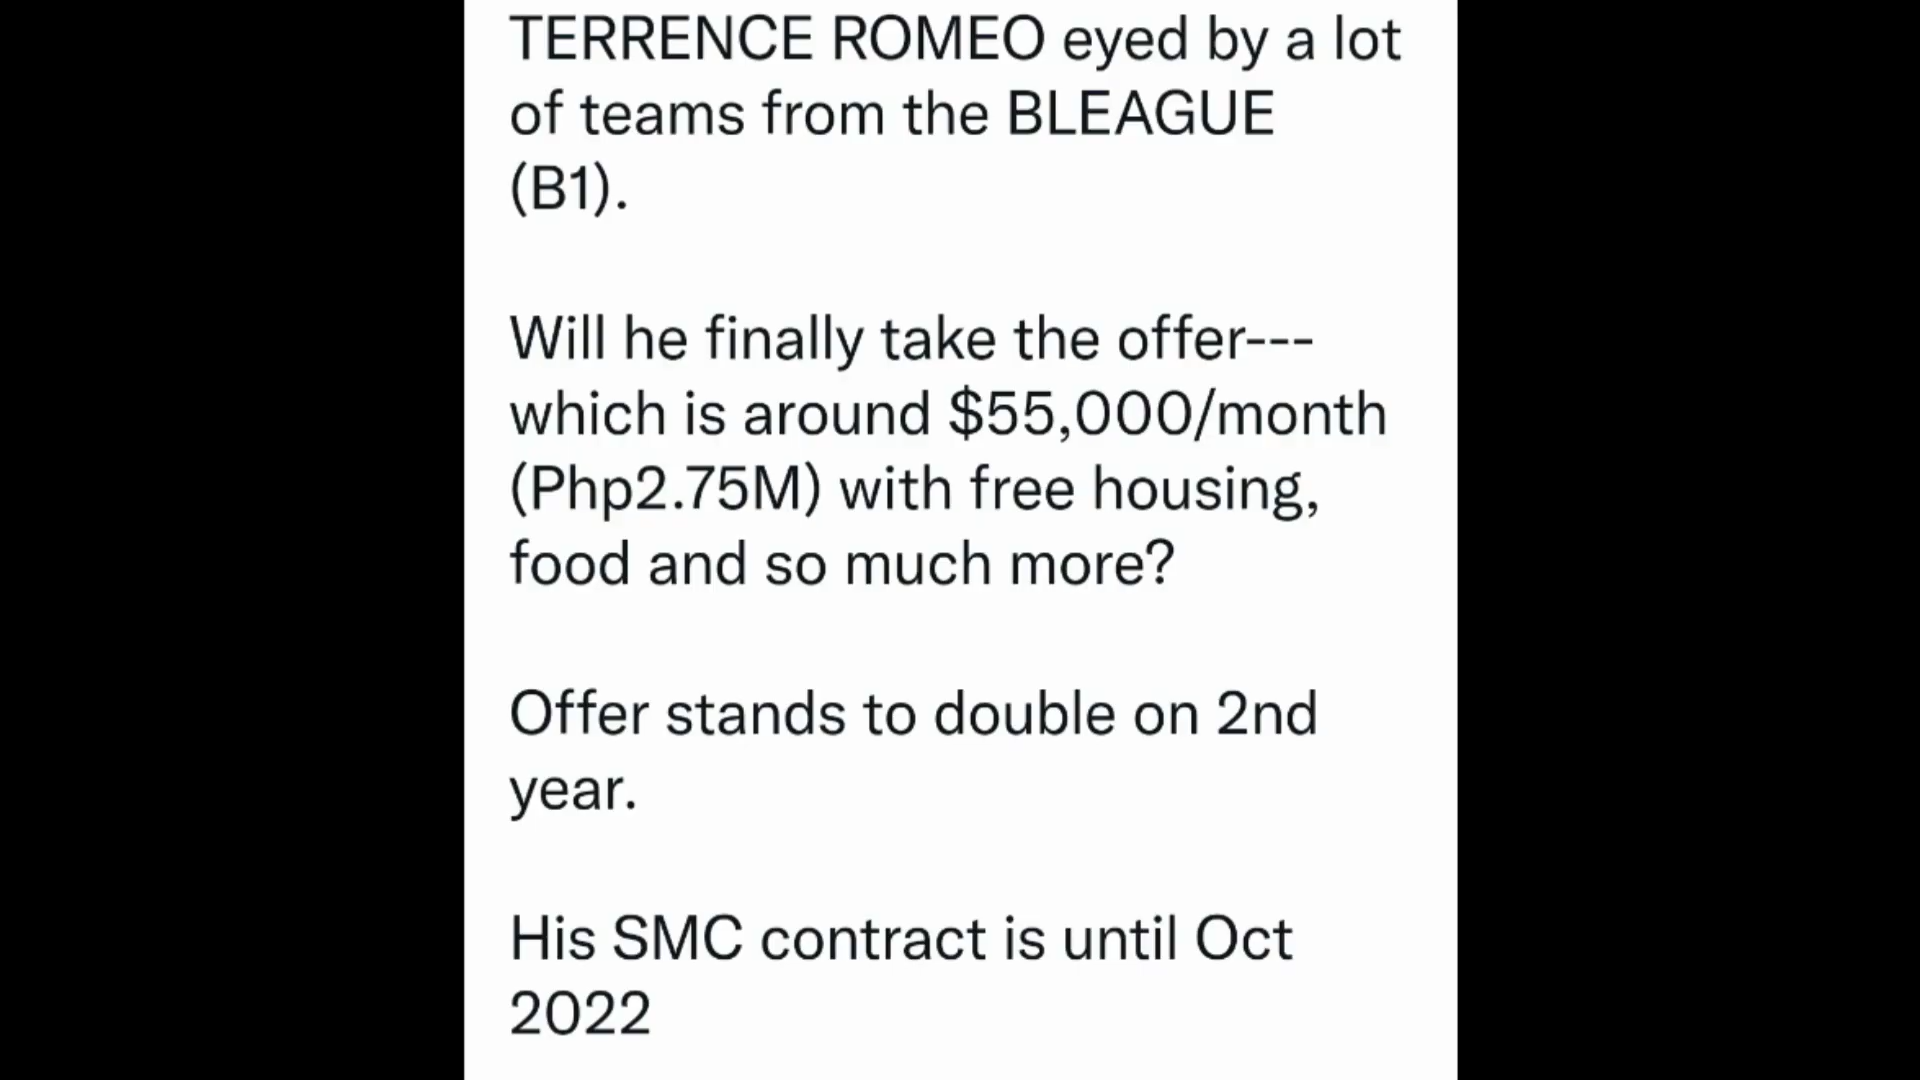 TERRENCE ROMEO eyed by a lot
of teams from the BLEAGUE
(B1).
Will he finally take the offer---
which is around $55,000/month
(Php2.75M) with free housing,
food and so much more?
Offer stands to double on 2nd
year.
His SMC contract is until Oct
2022